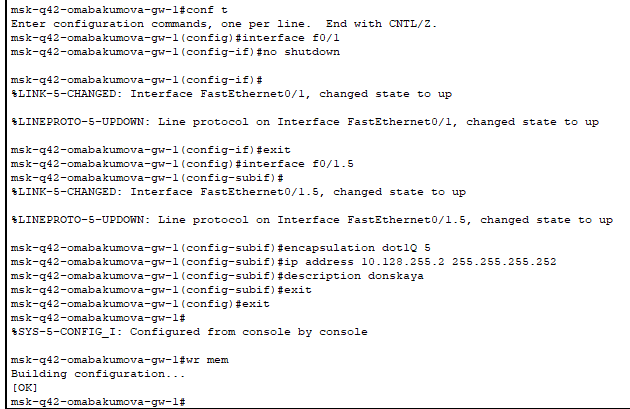 msk-q42-omabakumova-gw-1#conf t
Enter configuration commands, one per line.  End with CNTL/Z.
msk-q42-omabakumova-gw-1(config)#interface f0/1
msk-q42-omabakumova-gw-1(config-if)#no shutdown
msk-q42-omabakumova-gw-1(config-if)#
%LINK-5-CHANGED: Interface FastEthernet0/1, changed state to up
%LINEPROTO-5-UPDOWN: Line protocol on Interface FastEthernet0/1, changed state to up
msk-q42-omabakumova-gw-1(config-if)#exit
msk-q42-omabakumova-gw-1(config)#interface f0/1.5
msk-q42-omabakumova-gw-1(config-subif)#
%LINK-5-CHANGED: Interface FastEthernet0/1.5, changed state to up
%LINEPROTO-5-UPDOWN: Line protocol on Interface FastEthernet0/1.5, changed state to up
msk-q42-omabakumova-gw-1(config-subif)#encapsulation dot1Q 5
msk-q42-omabakumova-gw-1(config-subif)#ip address 10.128.255.2 255.255.255.252
msk-q42-omabakumova-gw-1(config-subif)#description donskaya
msk-q42-omabakumova-gw-1(config-subif)#exit
msk-q42-omabakumova-gw-1(config)#exit
msk-q42-omabakumova-gw-1#
%SYS-5-CONFIG_I: Configured from console by console
msk-q42-omabakumova-gw-1#wr mem
Building configuration...
[OK]
msk-q42-omabakumova-gw-1#